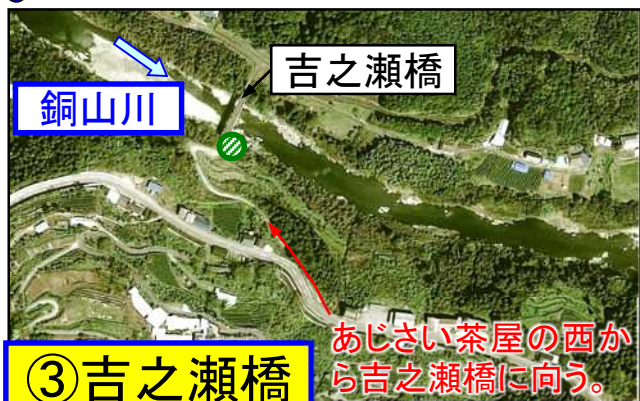 吉之瀬橋
銅山川
あじさい茶屋の西か
ら吉之瀬橋に向う。
③吉之瀬橋